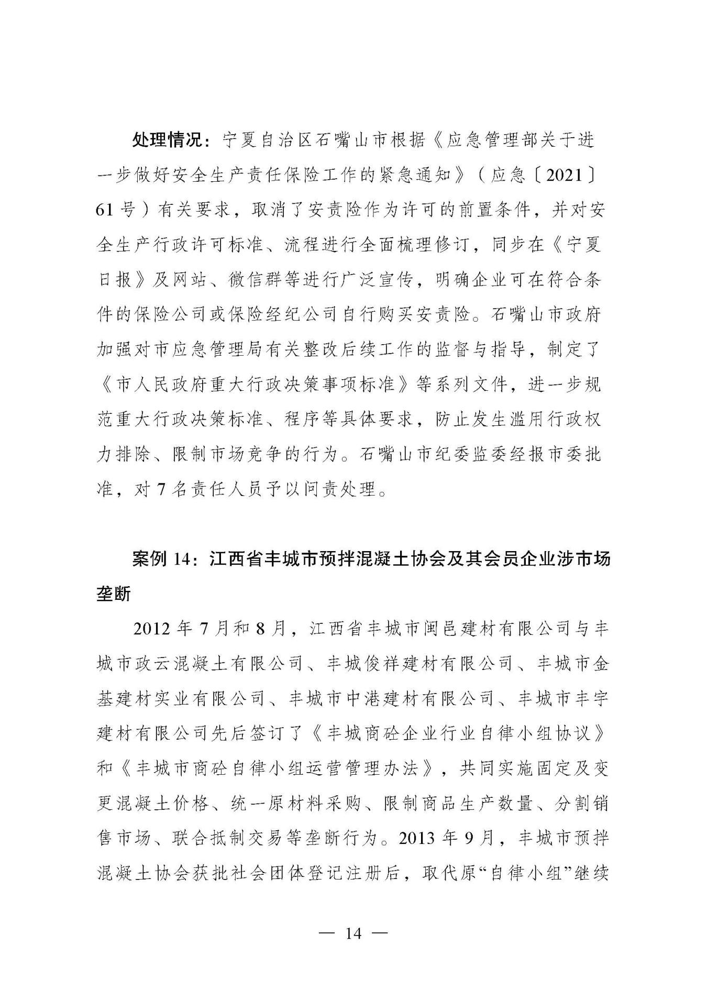 处理情况：宁夏自治区石嘴山市根据《应急管理部关于进
一步做好安全生产责任保险工作的紧急通知》（应急〔2021〕
61 号）有关要求，取消了安责险作为许可的前置条件，并对安
全生产行政许可标准、流程进行全面梳理修订，同步在《宁夏
日报》及网站、微信群等进行广泛宣传，明确企业可在符合条
件的保险公司或保险经纪公司自行购买安责险。石嘴山市政府
加强对市应急管理局有关整改后续工作的监督与指导，制定了
《市人民政府重大行政决策事项标准》等系列文件，进一步规
范重大行政决策标准、程序等具体要求，防止发生滥用行政权
力排除、限制市场竞争的行为。石嘴山市纪委监委经报市委批
准，对 7 名责任人员予以问责处理。
案例 14：江西省丰城市预拌混凝土协会及其会员企业涉市场
垄断
2012 年 7 月和 8 月，江西省丰城市闽邑建材有限公司与丰
城市政云混凝土有限公司、丰城俊祥建材有限公司、丰城市金
基建材实业有限公司、丰城市中港建材有限公司、丰城市丰宇
建材有限公司先后签订了《丰城商砼企业行业自律小组协议》
和《丰城市商砼自律小组运营管理办法》，共同实施固定及变
更混凝土价格、统一原材料采购、限制商品生产数量、分割销
售市场、联合抵制交易等垄断行为。2013 年 9 月，丰城市预拌
混凝土协会获批社会团体登记注册后，取代原“自律小组”继续
— 14 —